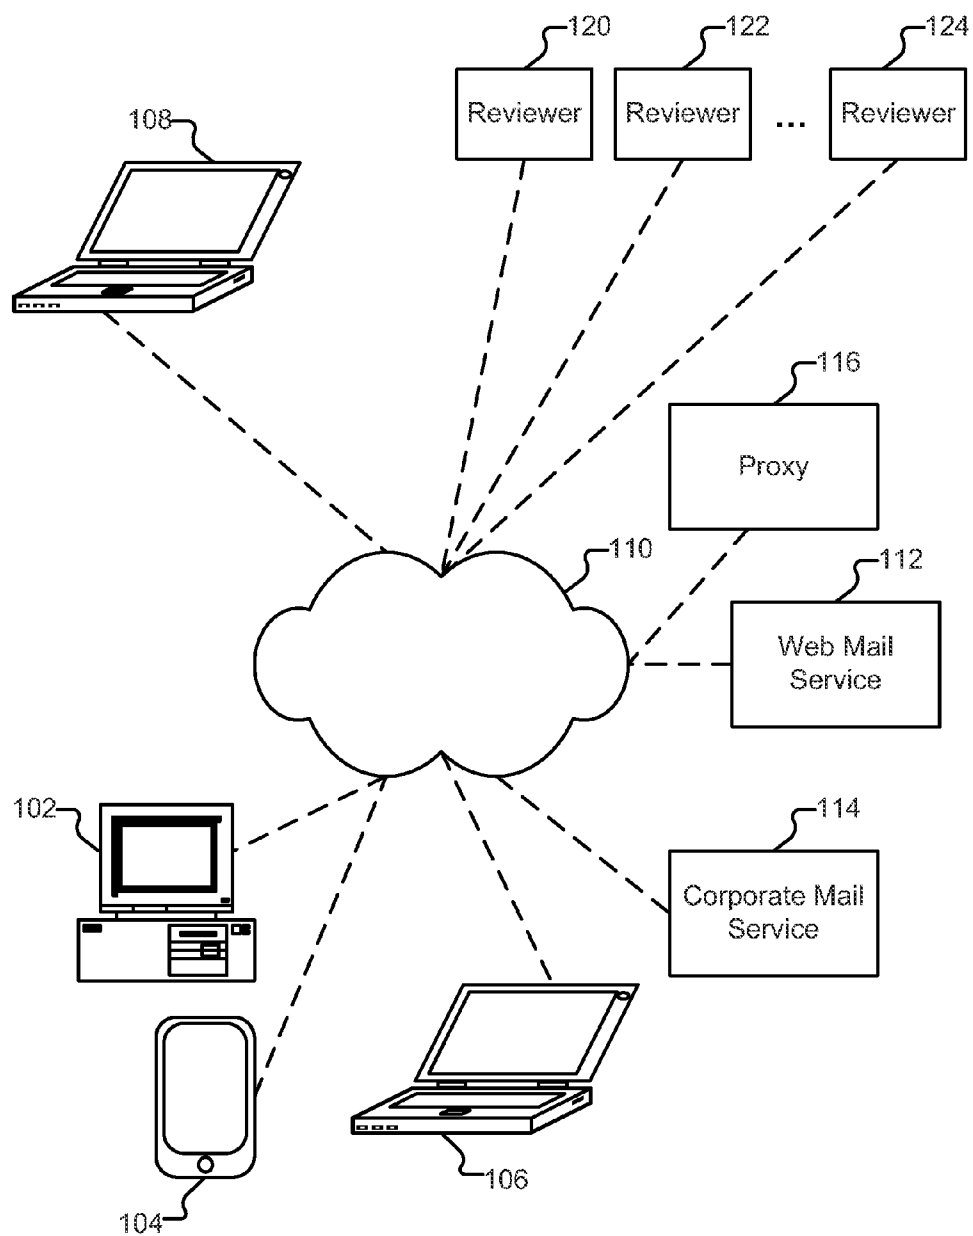 120
122
124
Reviewer
Reviewer
...
Reviewer
108
116
Proxy
110
112
Web Mail
Service
102
114
Corporate Mail
Service
106
104